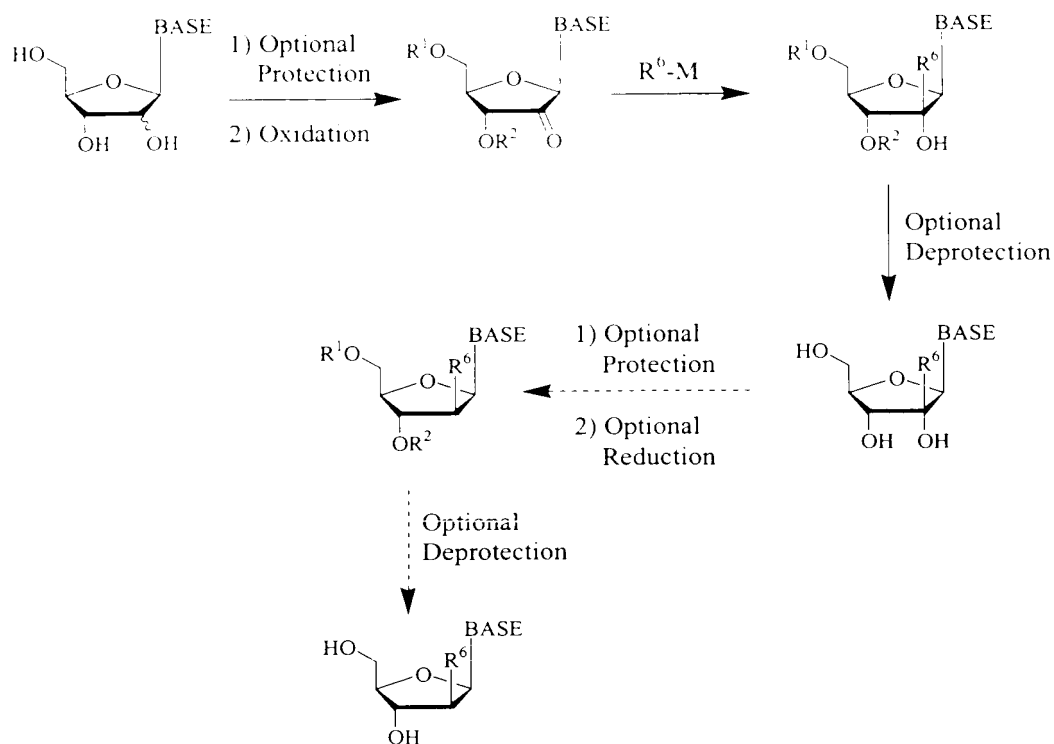 BASE
HO
O
OH OH
1) Optional
Protection
2) Oxidation
BASE
R¹O
O
OR² O
R⁶-M
BASE
R¹O
R⁶
O
OR² OH
Optional
Deprotection
BASE
HO
R⁶
O
OH OH
1) Optional
Protection
2) Optional
Reduction
BASE
R¹O
R⁶
O
OR²
Optional
Deprotection
BASE
HO
R⁶
O
OH